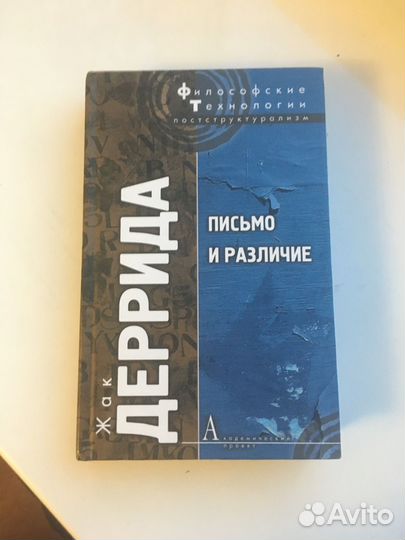 Философские
Технологии
постструктурализм
Жак
ДЕРРИДА
ПИСЬМО
И РАЗЛИЧИЕ
Академический
проект
Avito